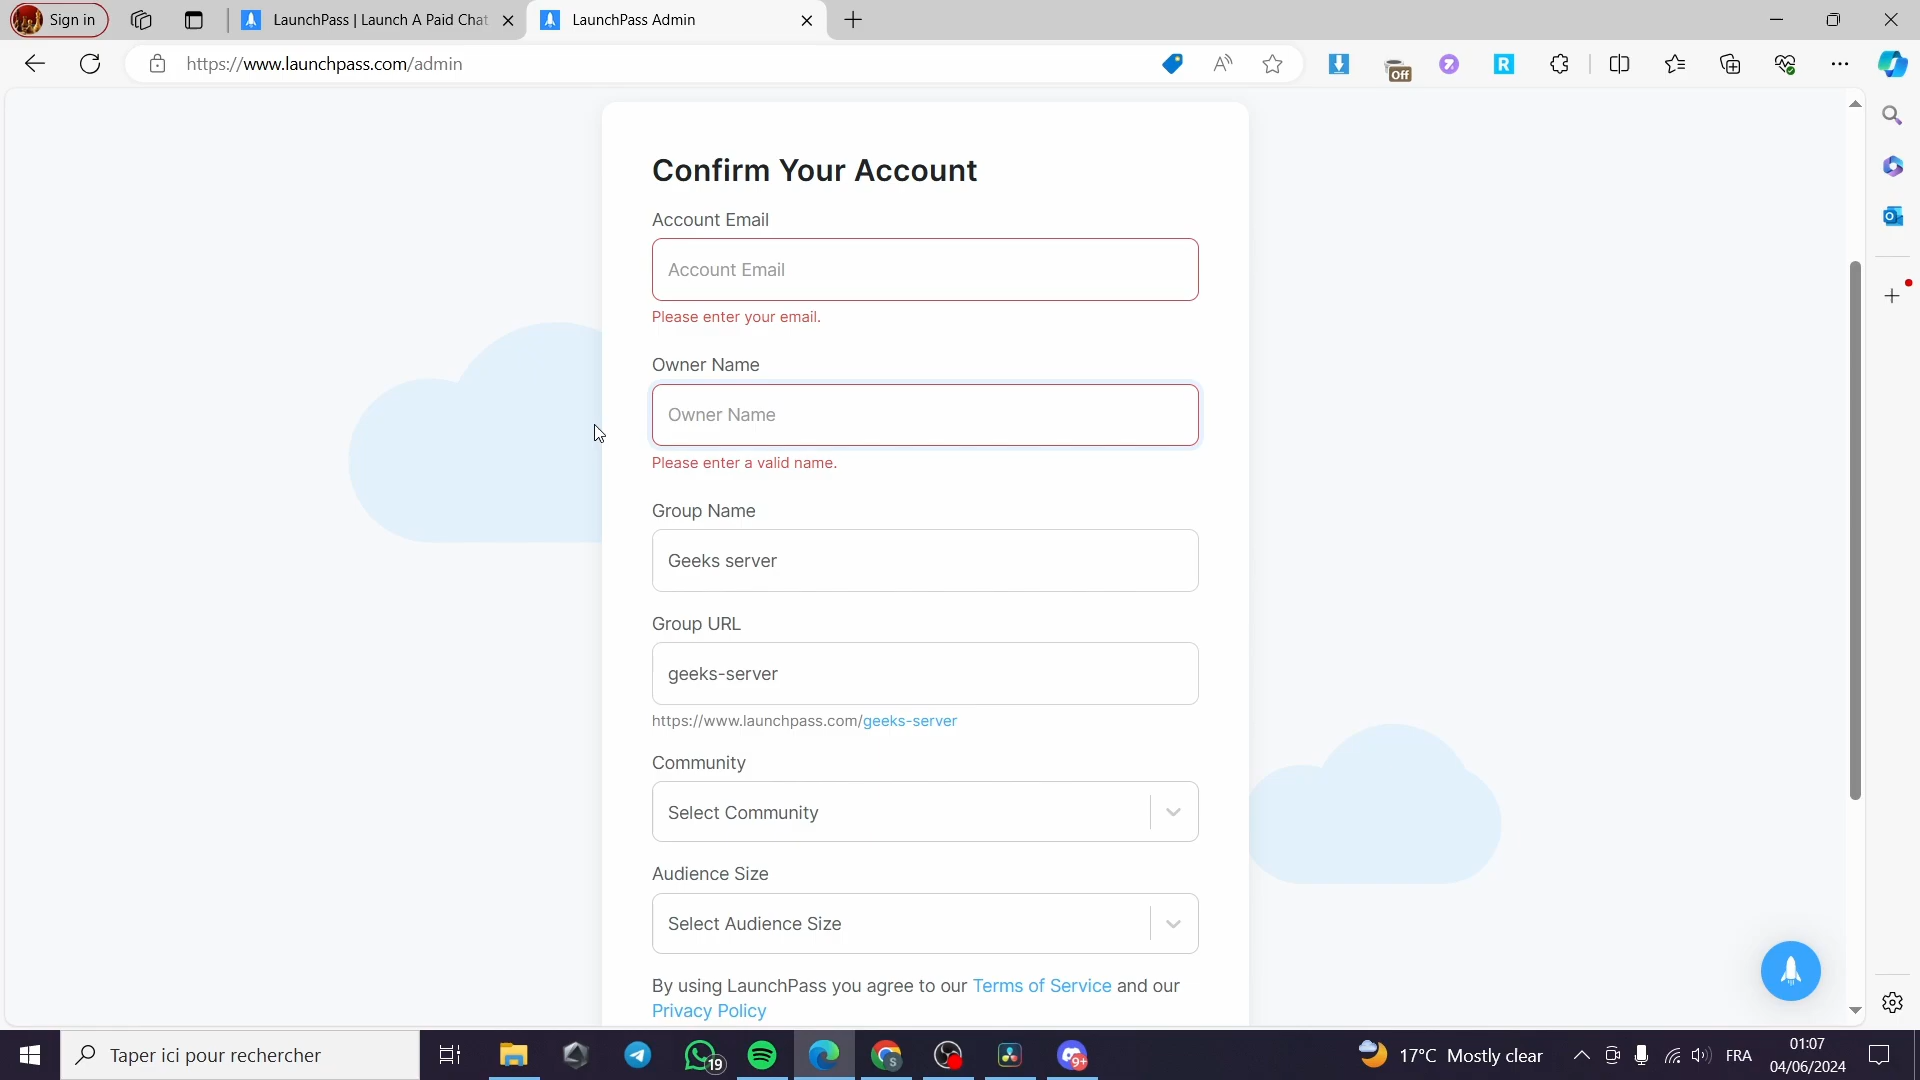 Sign in
LaunchPass | Launch A Paid Chat
LaunchPass Admin
https://www.launchpass.com/admin
Off
Confirm Your Account
Account Email
Account Email
Please enter your email.
Owner Name
Owner Name
Please enter a valid name.
Group Name
Geeks server
Group URL
geeks-server
https://www.launchpass.com/geeks-server
Community
Select Community
Audience Size
Select Audience Size
By using LaunchPass you agree to our Terms of Service and our
Privacy Policy
Taper ici pour rechercher
19
S
9+
17°C Mostly clear
FRA
01:07
04/06/2024